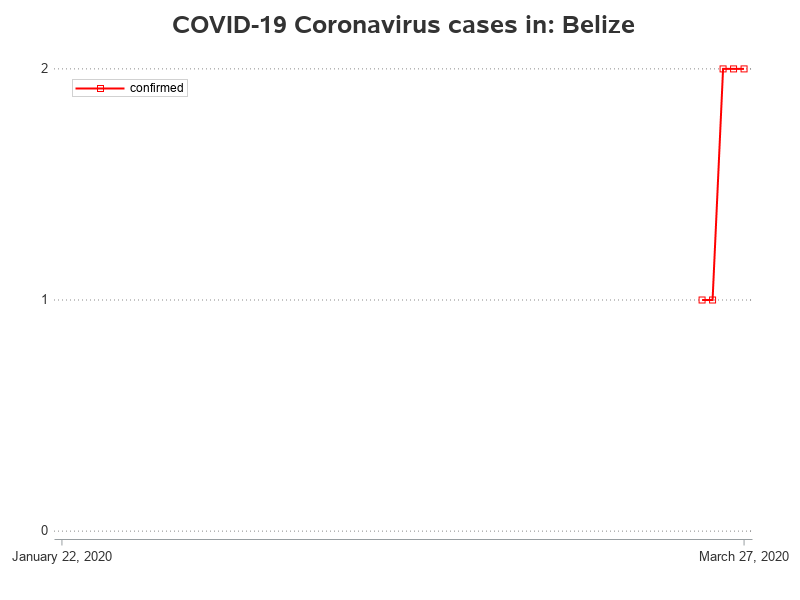 COVID-19 Coronavirus cases in: Belize
2
confirmed
1
0
January 22, 2020
March 27, 2020